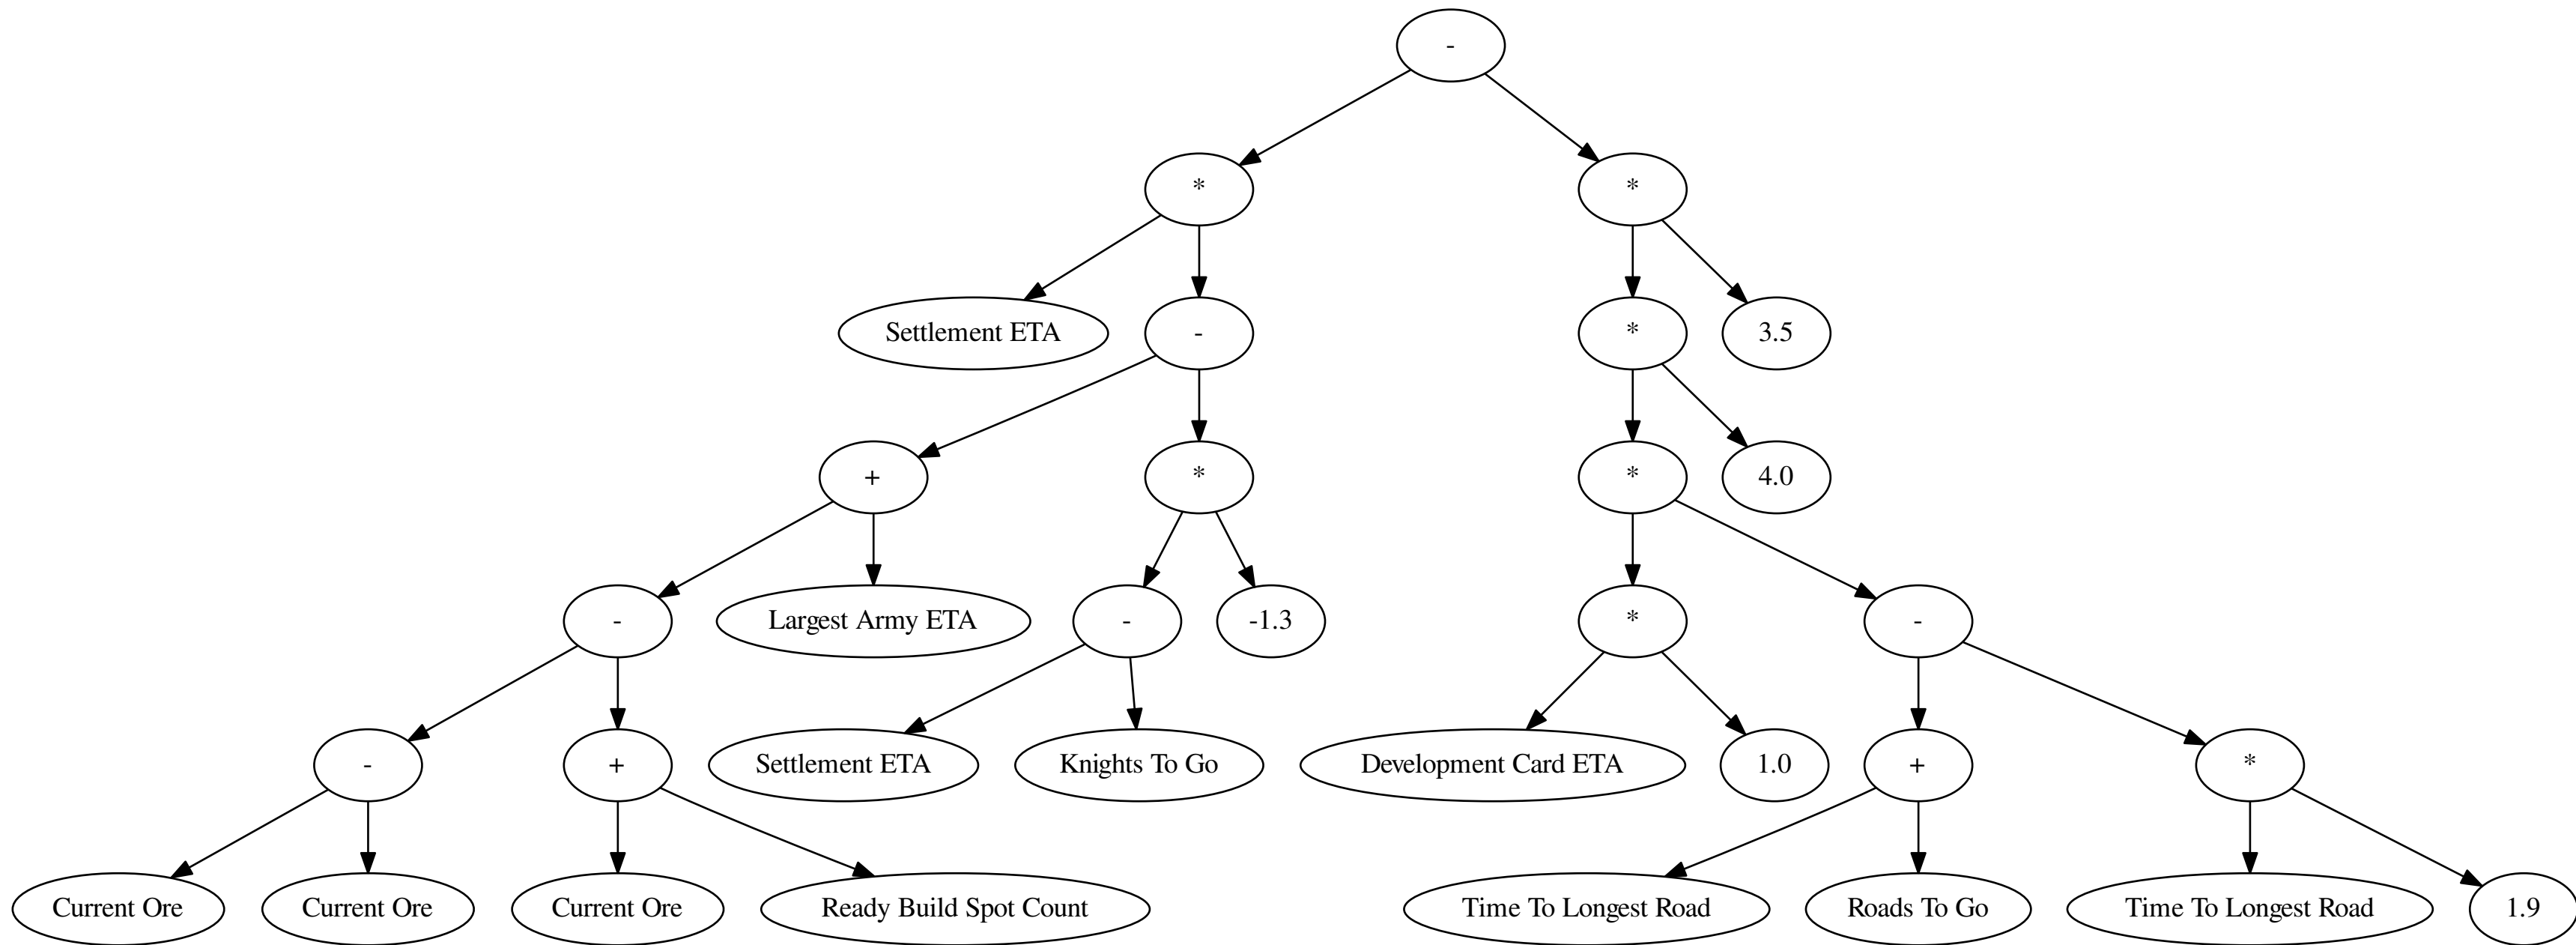 -
*
*
Settlement ETA
-
*
3.5
+
*
*
4.0
-
Largest Army ETA
-
-1.3
*
-
-
+
Settlement ETA
Knights To Go
Development Card ETA
1.0
+
*
Current Ore
Current Ore
Current Ore
Ready Build Spot Count
Time To Longest Road
Roads To Go
Time To Longest Road
1.9